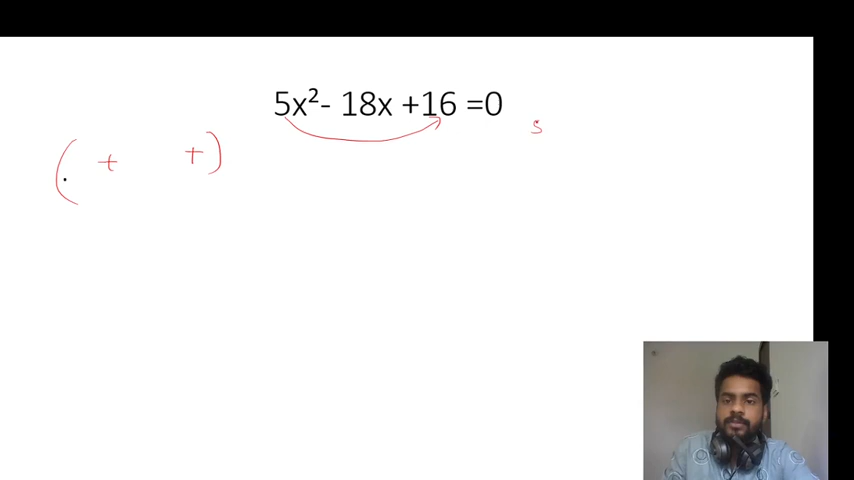 5x²- 18x +16 =0
s
( + +)